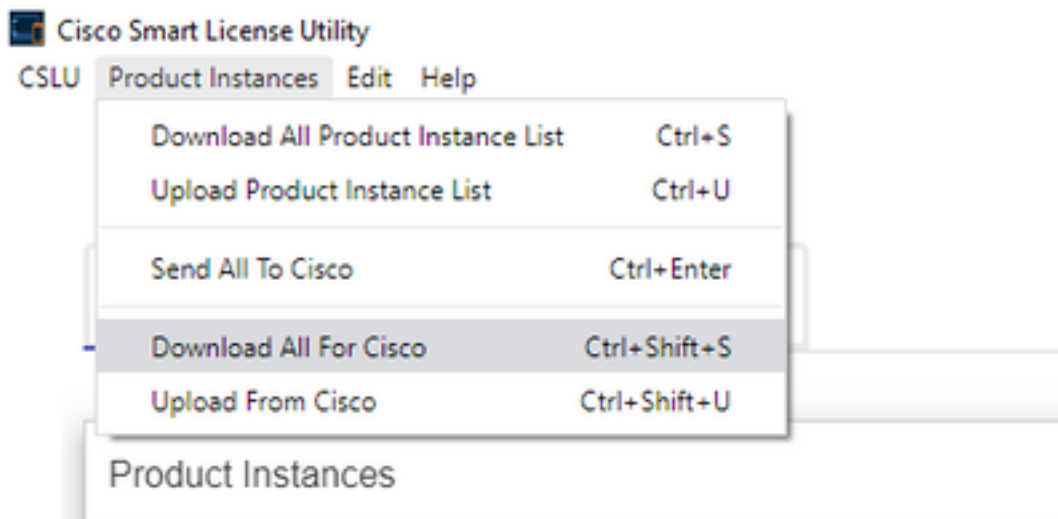 Cisco Smart License Utility
CSLU Product Instances Edit Help
Download All Product Instance List Ctrl+S
Upload Product Instance List Ctrl+U
Send All To Cisco Ctrl+Enter
Download All For Cisco Ctrl+Shift+S
Upload From Cisco Ctrl+Shift+U
Product Instances